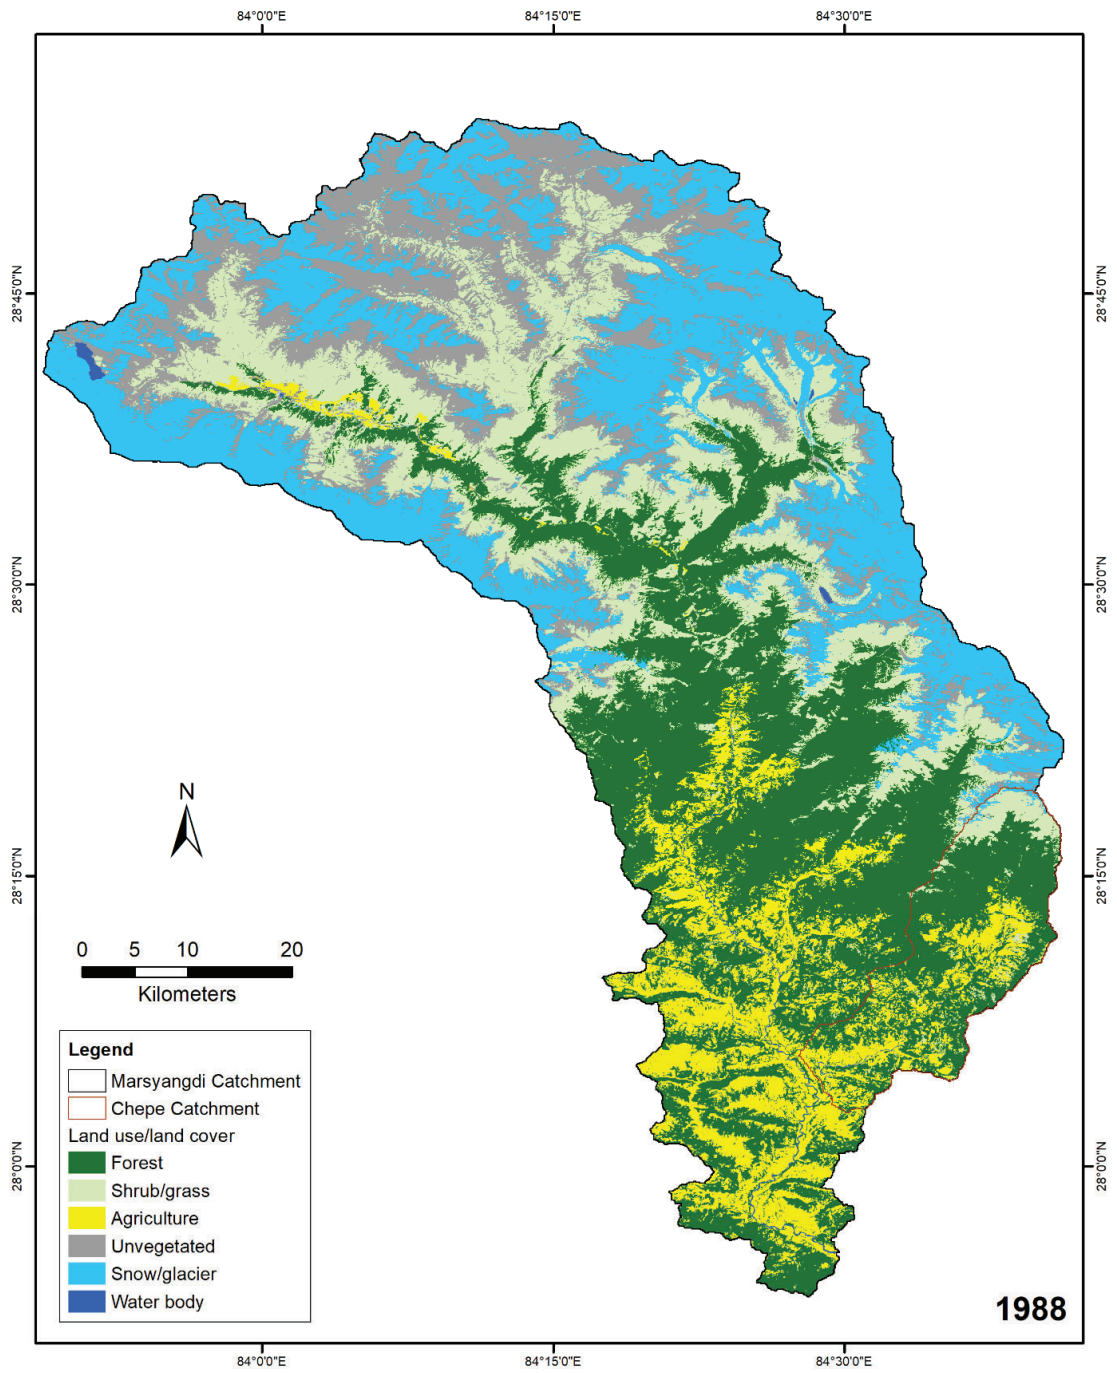 84°0'0"E 84°15'0"E 84°30'0"E
28°45'0"N 28°45'0"N
28°30'0"N 28°30'0"N
N
28°15'0"N 28°15'0"N
0 5 10 20
Kilometers
Legend
Marsyangdi Catchment
Chepe Catchment
Land use/land cover
28°0'0"N 28°0'0"N
Forest
Shrub/grass
Agriculture
Unvegetated
Snow/glacier
Water body
1988
84°0'0"E 84°15'0"E 84°30'0"E